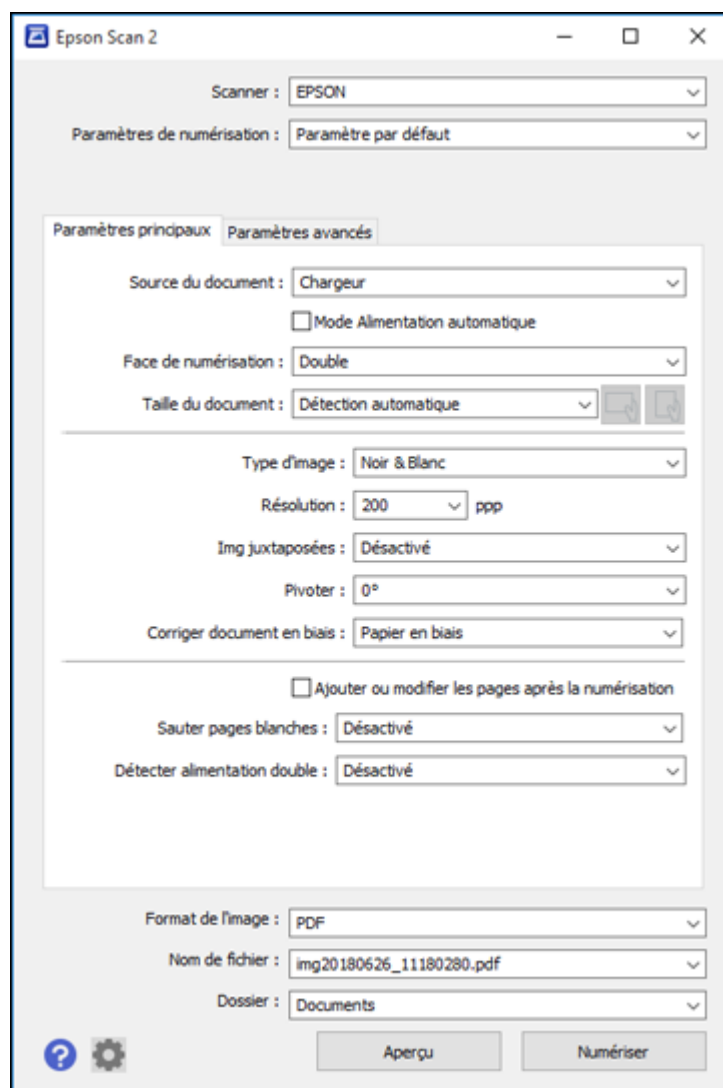 Epson Scan 2
Scanner : EPSON
Paramètres de numérisation : Paramètre par défaut
Paramètres principaux Paramètres avancés
Source du document : Chargeur
Mode Alimentation automatique
Face de numérisation : Double
Taille du document : Détection automatique
Type d'image : Noir & Blanc
Résolution : 200 ppp
Img juxtaposées : Désactivé
Pivoter : 0°
Corriger document en biais : Papier en biais
Ajouter ou modifier les pages après la numérisation
Sauter pages blanches : Désactivé
Détecter alimentation double : Désactivé
Format de l'image : PDF
Nom de fichier : img20180626_11180280.pdf
Dossier : Documents
? Aperçu Numériser